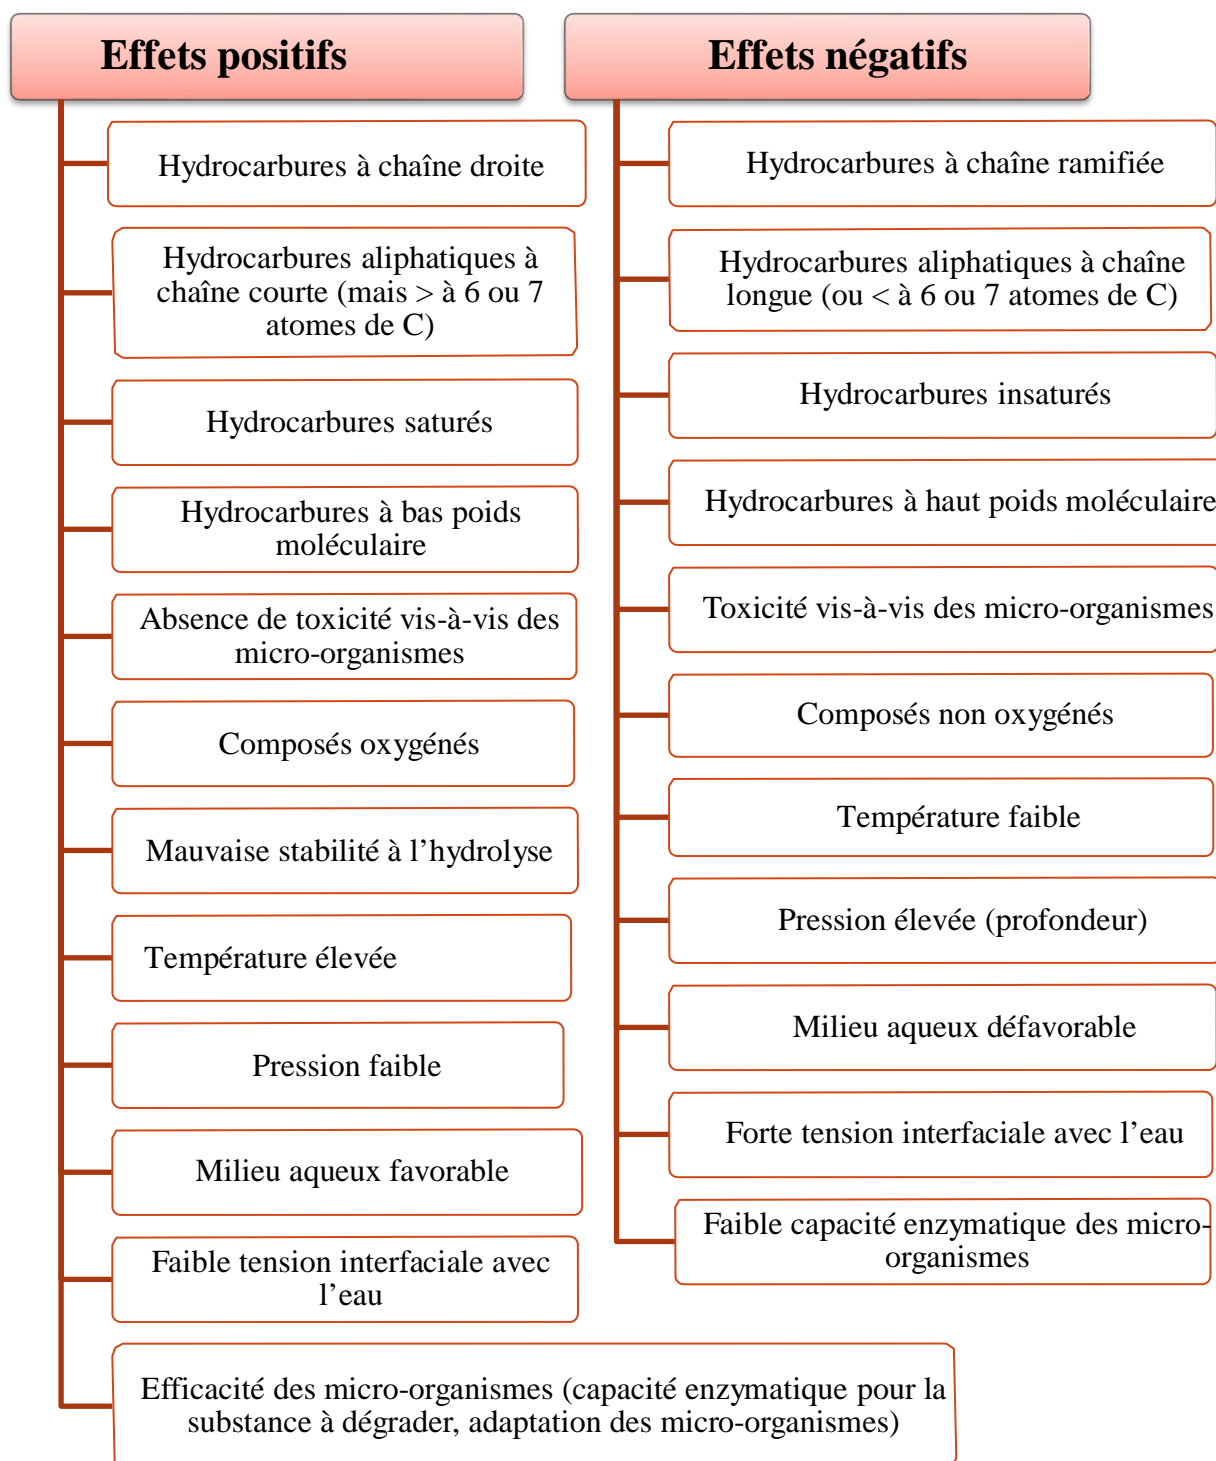 Effets positifs
Hydrocarbures à chaîne droite
Hydrocarbures aliphatiques à
chaîne courte (mais > à 6 ou 7
atomes de C)
Hydrocarbures saturés
Hydrocarbures à bas poids
moléculaire
Absence de toxicité vis-à-vis des
micro-organismes
Composés oxygénés
Mauvaise stabilité à l’hydrolyse
Température élevée
Pression faible
Milieu aqueux favorable
Faible tension interfaciale avec
l’eau
Efficacité des micro-organismes (capacité enzymatique pour la
substance à dégrader, adaptation des micro-organismes)
Effets négatifs
Hydrocarbures à chaîne ramifiée
Hydrocarbures aliphatiques à chaîne
longue (ou < à 6 ou 7 atomes de C)
Hydrocarbures insaturés
Hydrocarbures à haut poids moléculaire
Toxicité vis-à-vis des micro-organismes
Composés non oxygénés
Température faible
Pression élevée (profondeur)
Milieu aqueux défavorable
Forte tension interfaciale avec l’eau
Faible capacité enzymatique des micro-
organismes